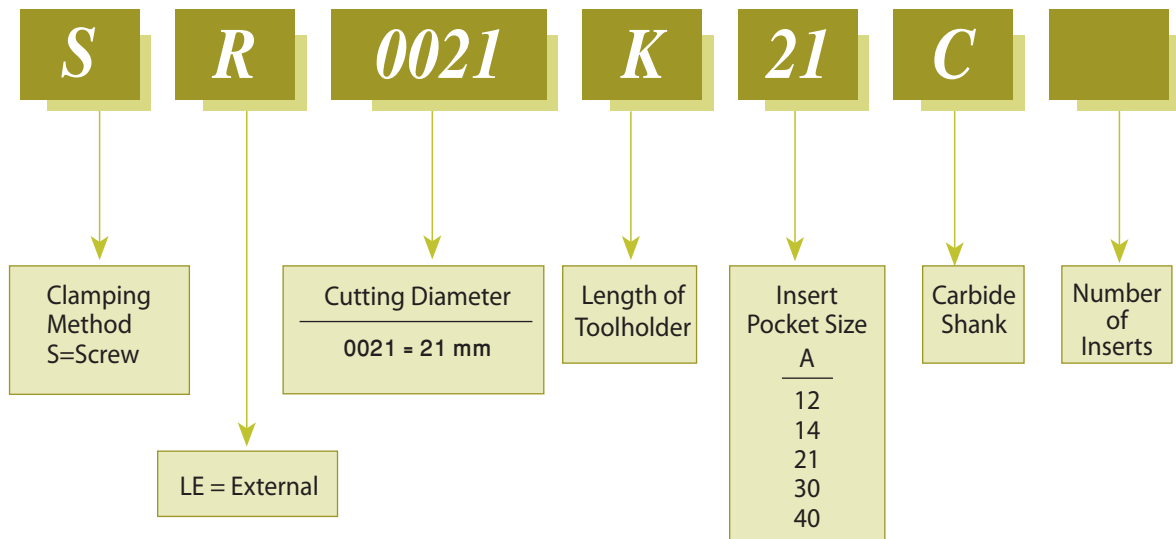 S R 0021 K 21 C
Clamping
Method
S=Screw
LE = External
Cutting Diameter
0021 = 21 mm
Length of
Toolholder
Insert
Pocket Size
A
12
14
21
30
40
Carbide
Shank
Number
of
Inserts